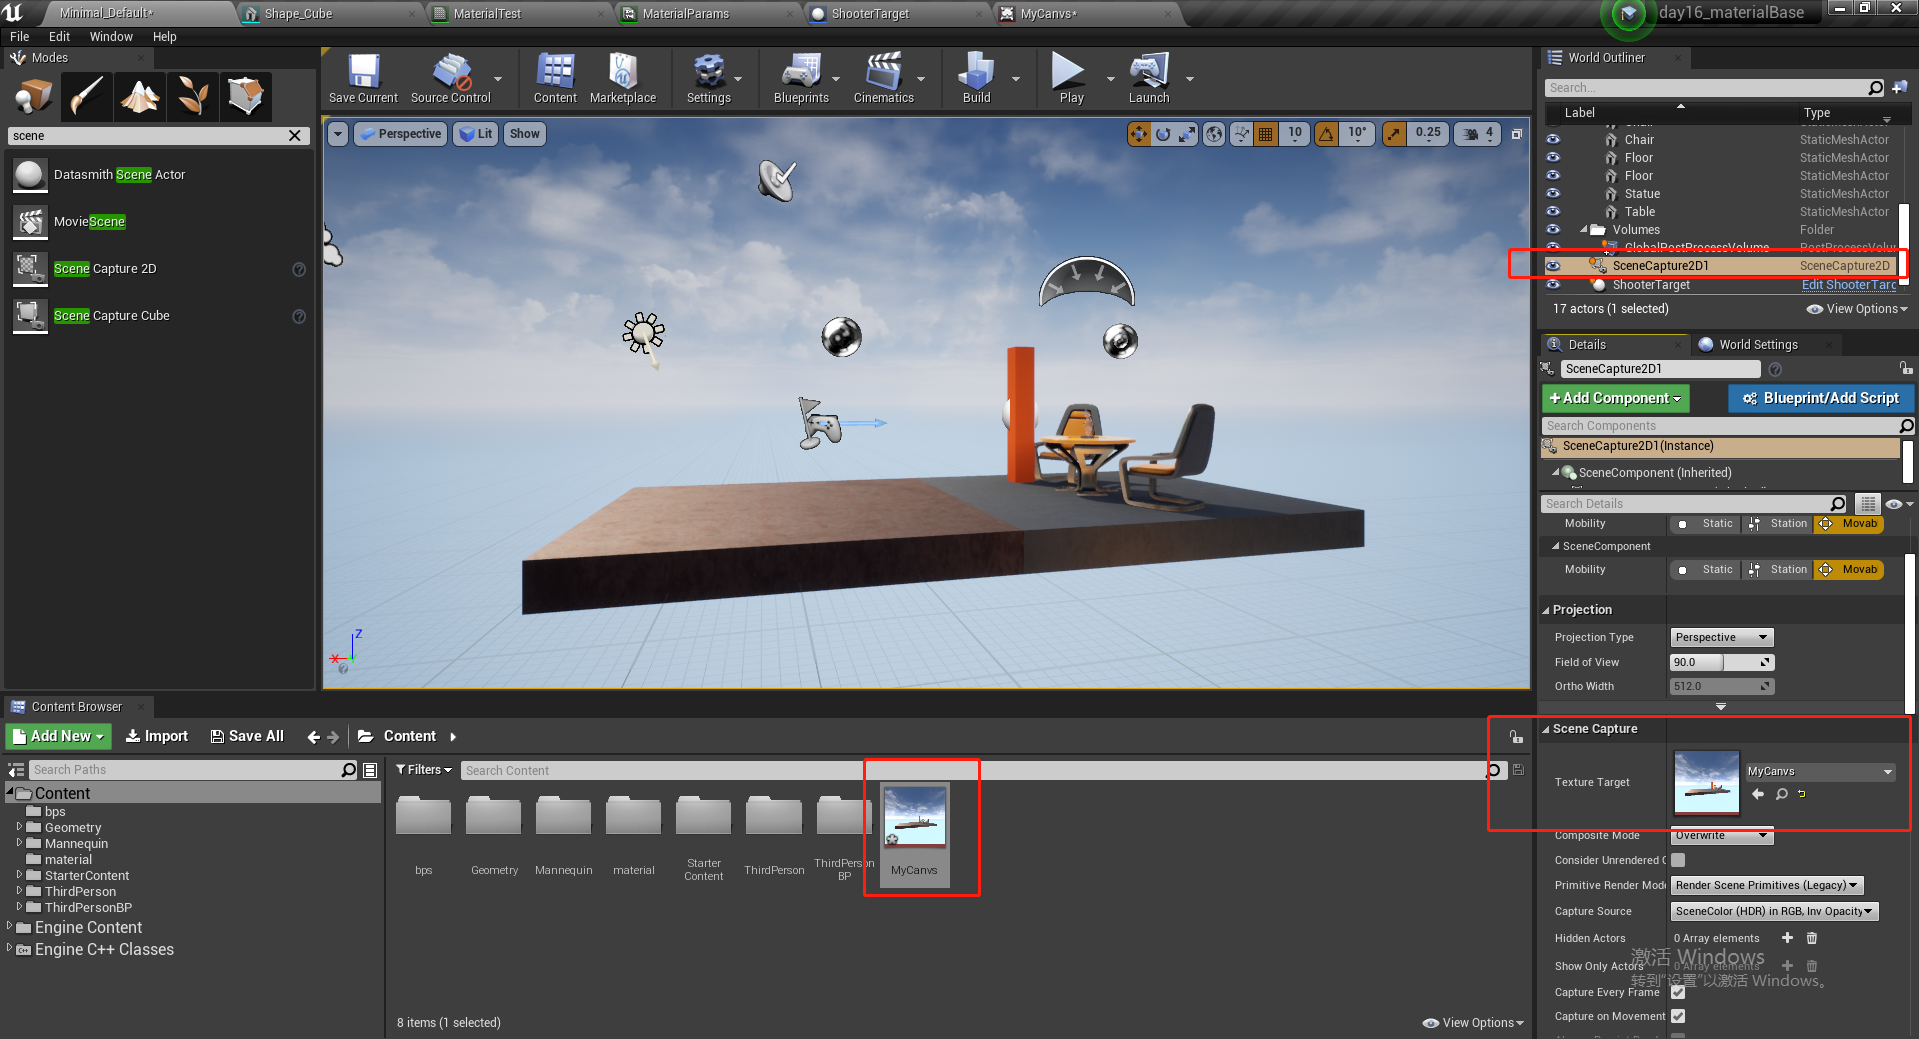 Minimal_Default*
Shape_Cube
MaterialTest
MaterialParams
ShooterTarget
MyCanvs*
day16_materialBase
File Edit Window Help
Modes
scene
Datasmith Scene Actor
MovieScene
Scene Capture 2D
Scene Capture Cube
Save Current
Source Control
Content
Marketplace
Settings
Blueprints
Cinematics
Build
Play
Launch
Perspective
Lit
Show
10
10°
0.25
4
Z
X
World Outliner
Search...
Label Type
Chair StaticMeshActor
Floor StaticMeshActor
Floor StaticMeshActor
Statue StaticMeshActor
Table StaticMeshActor
Volumes Folder
GlobalPostProcessVolume PostProcessVolu
SceneCapture2D1 SceneCapture2D
ShooterTarget Edit ShooterTarg
17 actors (1 selected)
View Options
Details
World Settings
SceneCapture2D1
+Add Component
Blueprint/Add Script
Search Components
SceneCapture2D1(Instance)
SceneComponent (Inherited)
Search Details
Mobility Static Station Movab
SceneComponent
Mobility Static Station Movab
Projection
Projection Type Perspective
Field of View 90.0
Ortho Width 512.0
Scene Capture
Texture Target MyCanvs
Composite Mode Overwrite
Consider Unrendered
Primitive Render Mode Render Scene Primitives (Legacy)
Capture Source SceneColor (HDR) in RGB, Inv Opacity
Hidden Actors 0 Array elements
Show Only Actors 0 Array elements
Capture Every Frame
Capture on Movement
激活 Windows
转到“设置”以激活 Windows。
Content Browser
Add New
Import
Save All
Content
Search Paths
Content
bps
Geometry
Mannequin
material
StarterContent
ThirdPerson
ThirdPersonBP
Engine Content
Engine C++ Classes
Filters
Search Content
bps
Geometry
Mannequin
material
Starter
Content
ThirdPerson
ThirdPerson
BP
MyCanvs
8 items (1 selected)
View Options